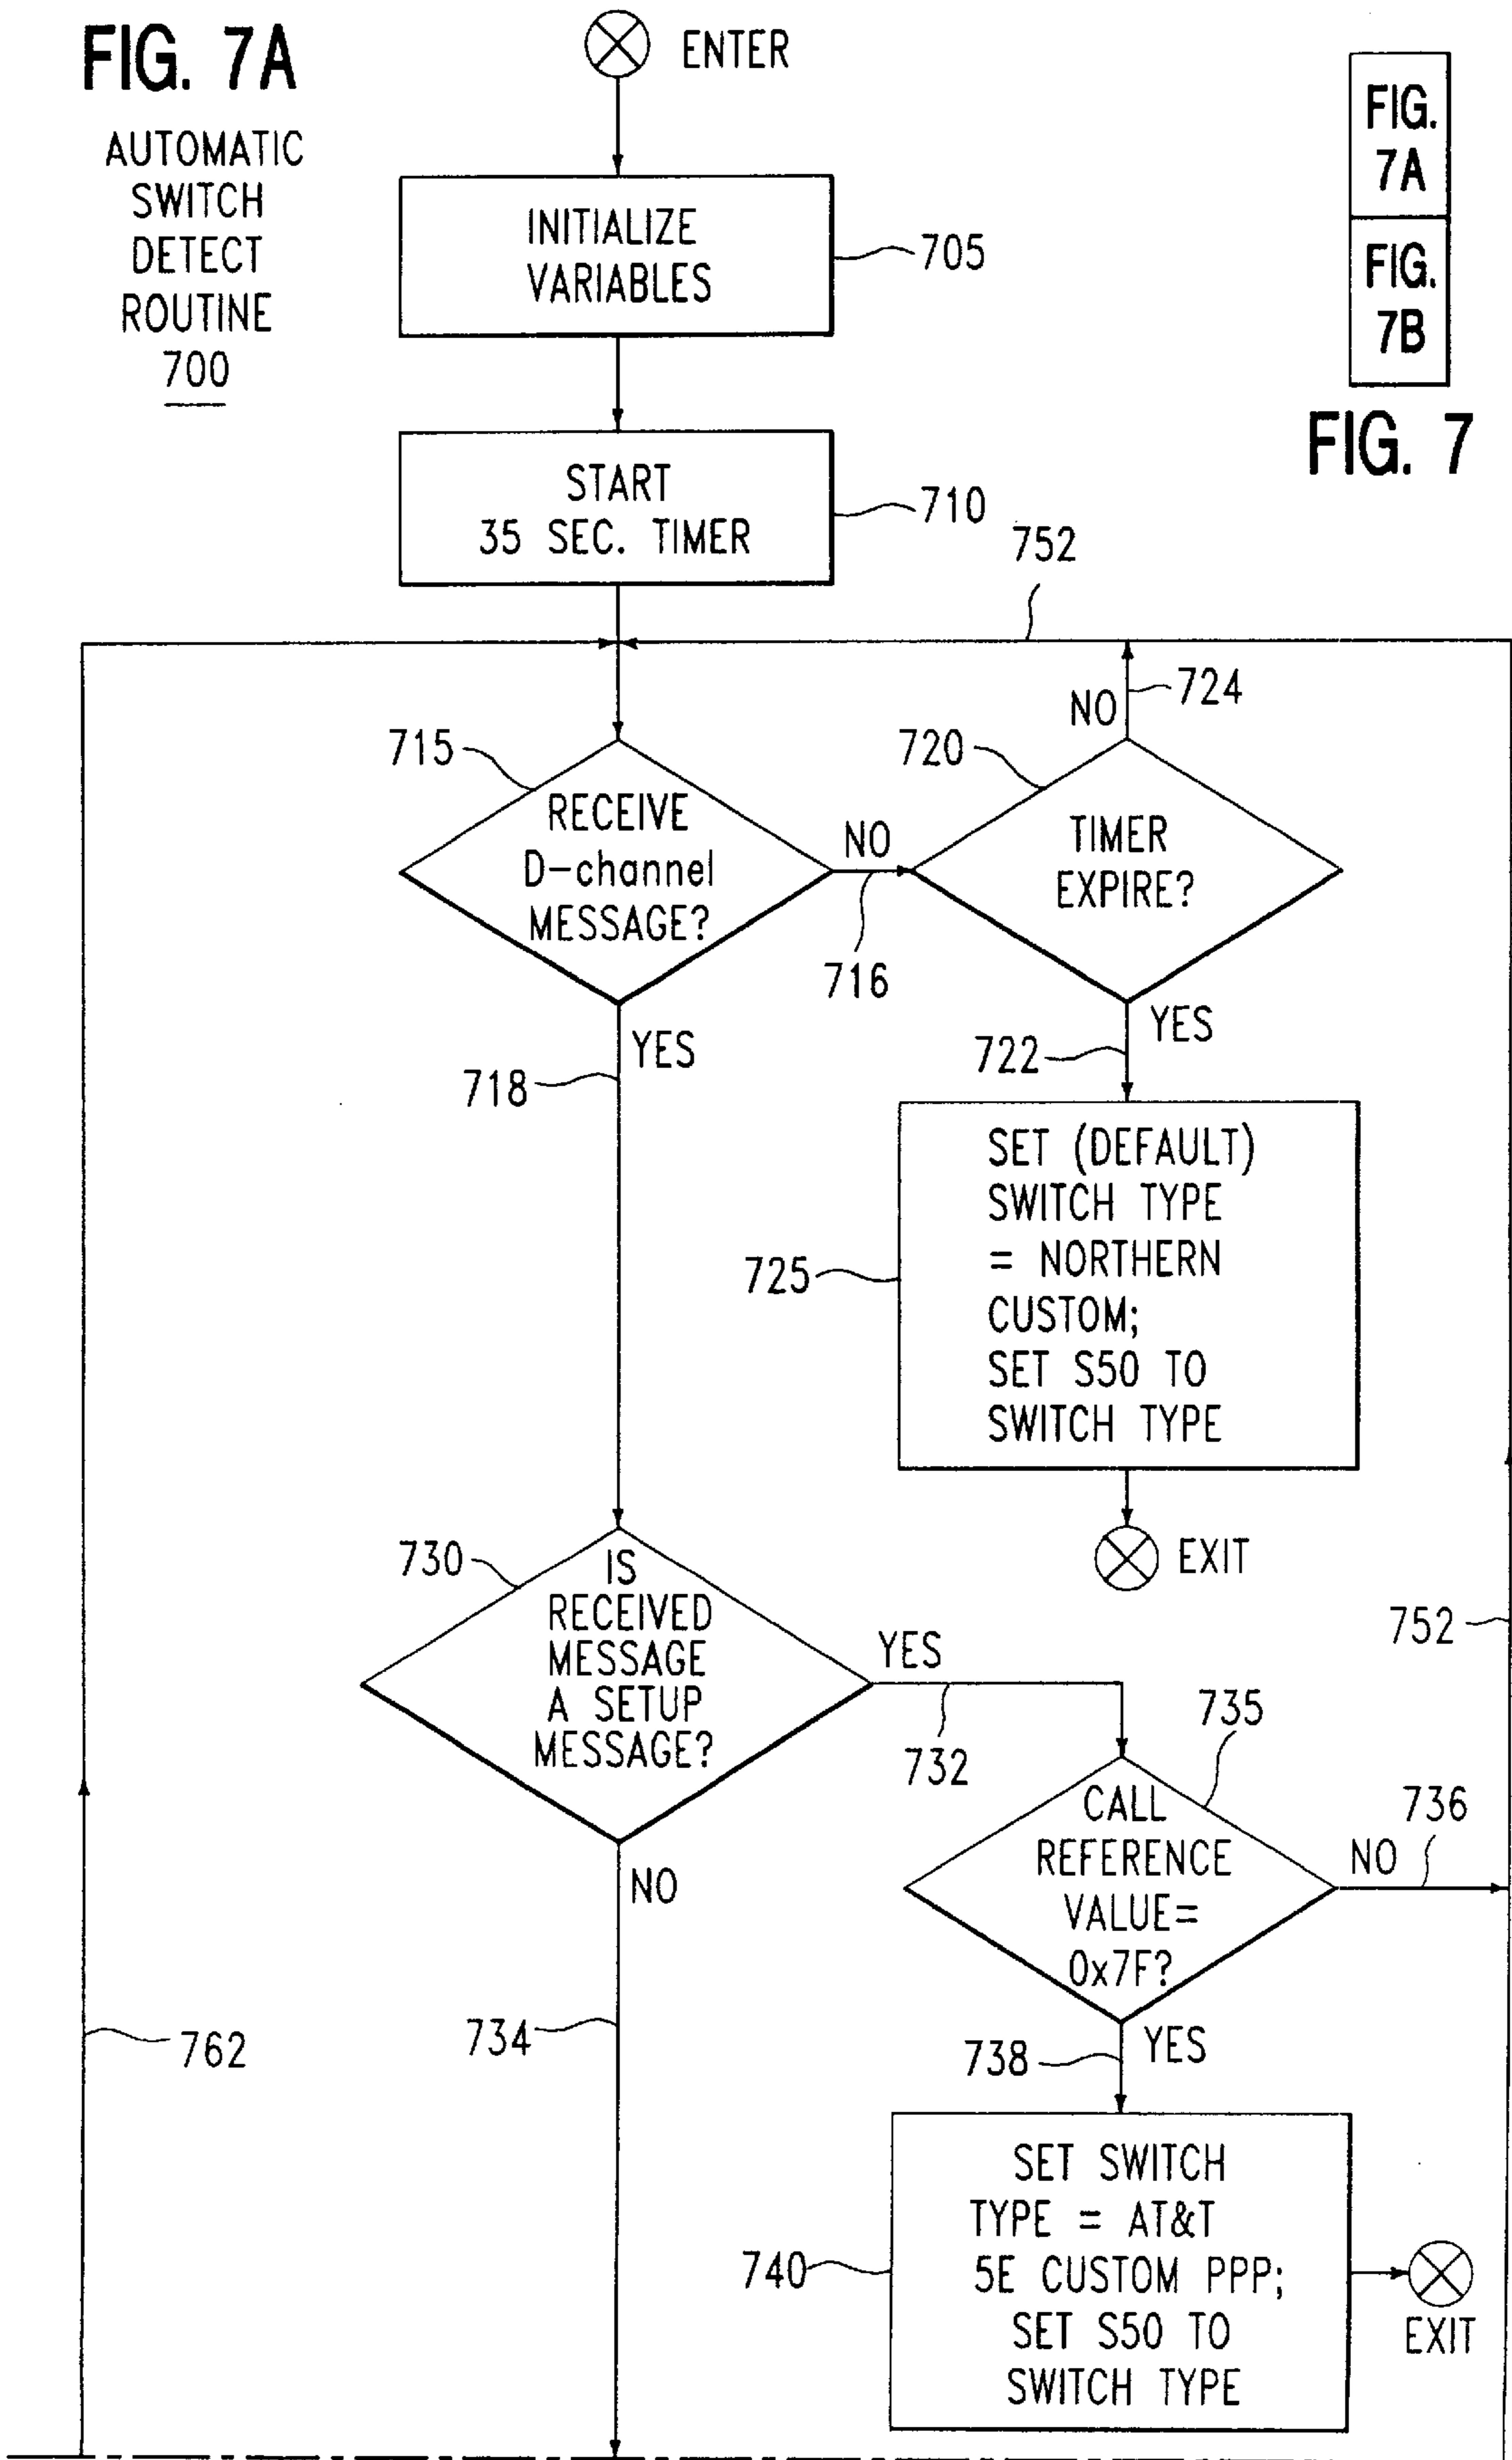 FIG. 7A
AUTOMATIC
SWITCH
DETECT
ROUTINE
700
ENTER
FIG.
7A
FIG.
7B
FIG. 7
INITIALIZE
VARIABLES
705
START
35 SEC. TIMER
710
752
724
NO
715
720
RECEIVE
D-channel
MESSAGE?
NO
716
TIMER
EXPIRE?
YES
718
YES
722
SET (DEFAULT)
SWITCH TYPE
= NORTHERN
CUSTOM;
SET S50 TO
SWITCH TYPE
725
EXIT
730
IS
RECEIVED
MESSAGE
A SETUP
MESSAGE?
YES
732
752
735
CALL
REFERENCE
VALUE=
0x7F?
NO
736
NO
734
762
738
YES
SET SWITCH
TYPE = AT&T
5E CUSTOM PPP;
SET S50 TO
SWITCH TYPE
740
EXIT